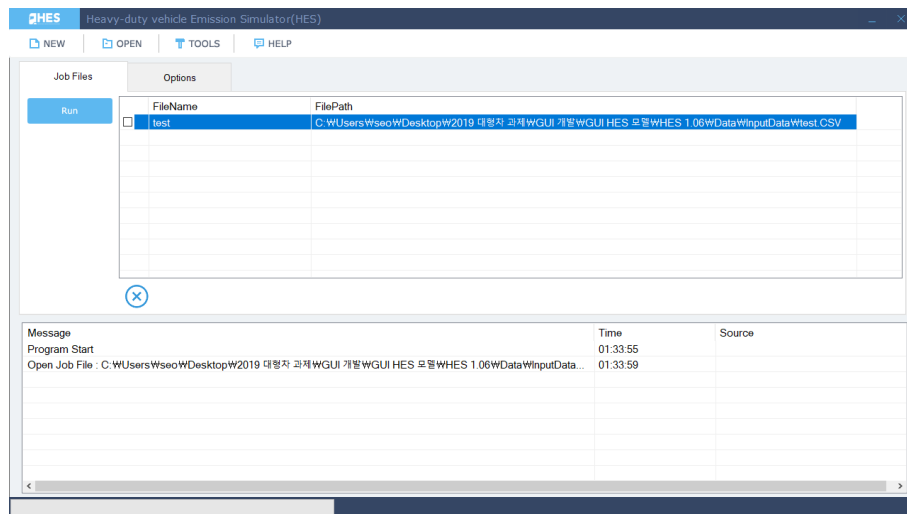 HES Heavy-duty vehicle Emission Simulator(HES)
NEW OPEN TOOLS HELP
Job Files Options
Run
FileName FilePath
test C:₩Users₩seo₩Desktop₩2019 대형차 과제₩GUI 개발₩GUI HES 모델₩HES 1.06₩Data₩InputData₩test.CSV
Message Time Source
Program Start 01:33:55
Open Job File : C:₩Users₩seo₩Desktop₩2019 대형차 과제₩GUI 개발₩GUI HES 모델₩HES 1.06₩Data₩InputData... 01:33:59